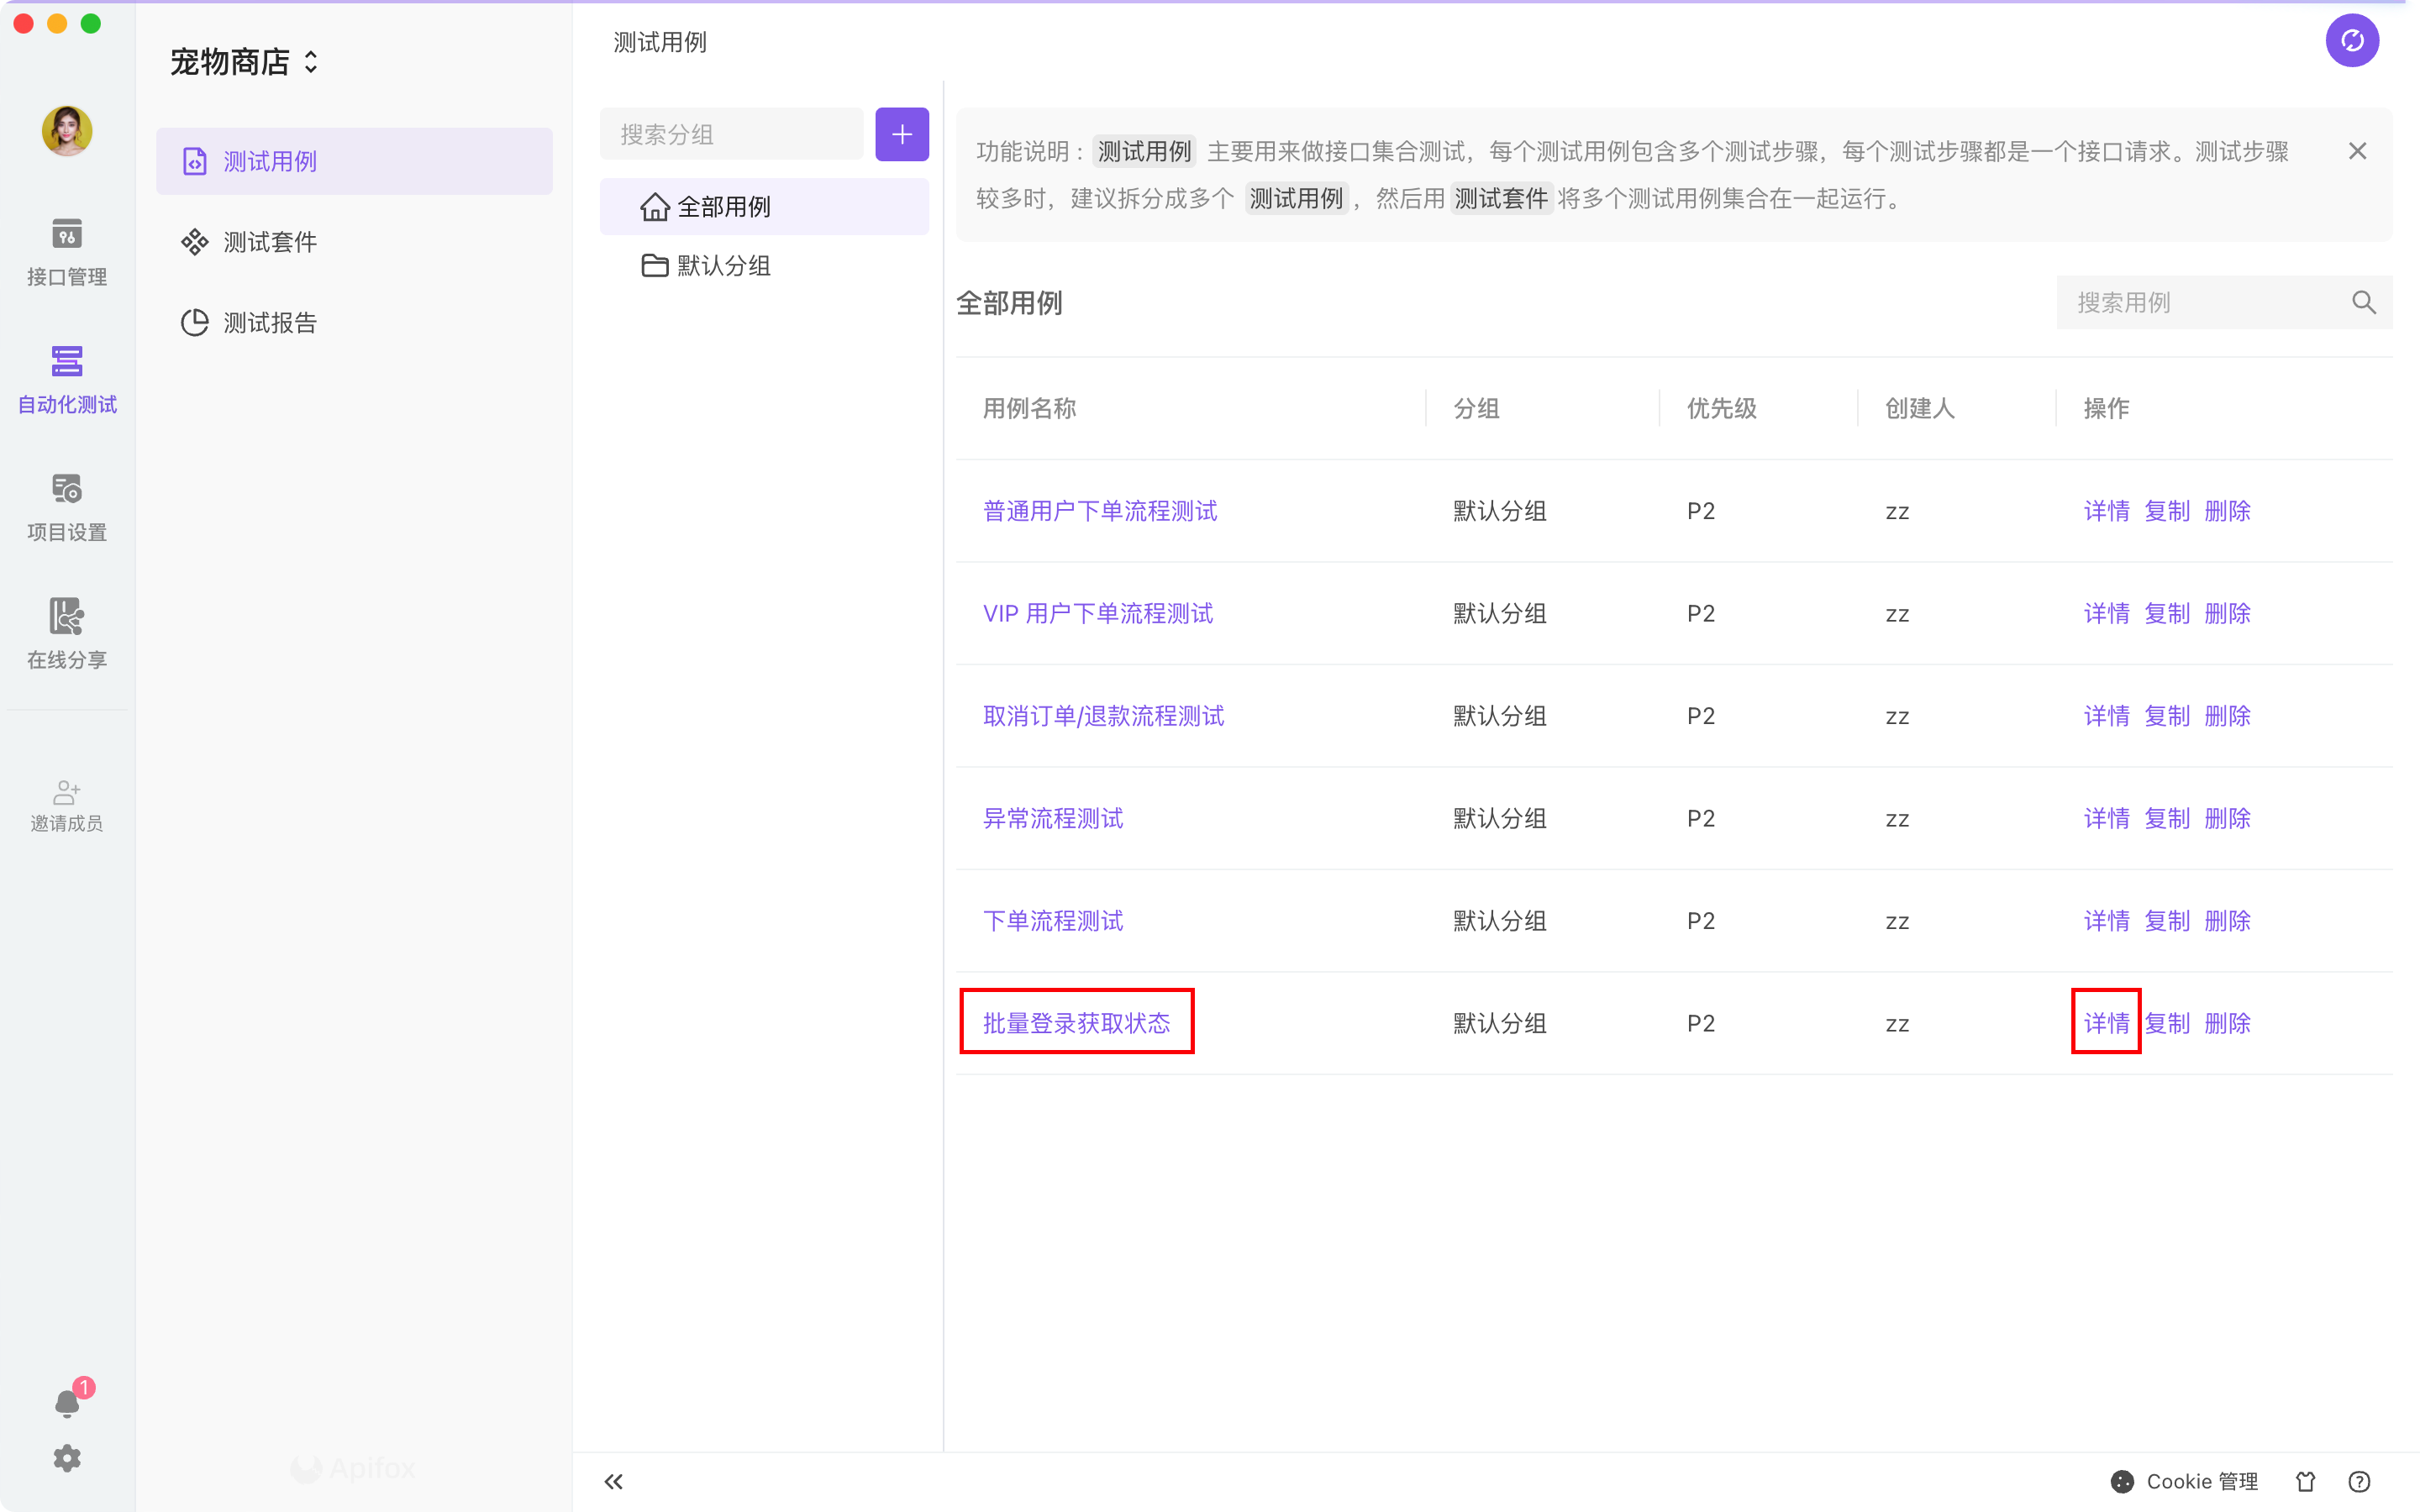 宠物商店
接口管理
自动化测试
项目设置
在线分享
邀请成员
1
测试用例
测试套件
测试报告
Apifox
测试用例
搜索分组
全部用例
默认分组
功能说明：测试用例 主要用来做接口集合测试，每个测试用例包含多个测试步骤，每个测试步骤都是一个接口请求。测试步骤
较多时，建议拆分成多个 测试用例，然后用 测试套件 将多个测试用例集合在一起运行。
全部用例
搜索用例
用例名称 分组 优先级 创建人 操作
普通用户下单流程测试 默认分组 P2 zz 详情 复制 删除
VIP 用户下单流程测试 默认分组 P2 zz 详情 复制 删除
取消订单/退款流程测试 默认分组 P2 zz 详情 复制 删除
异常流程测试 默认分组 P2 zz 详情 复制 删除
下单流程测试 默认分组 P2 zz 详情 复制 删除
批量登录获取状态 默认分组 P2 zz 详情 复制 删除
Cookie 管理